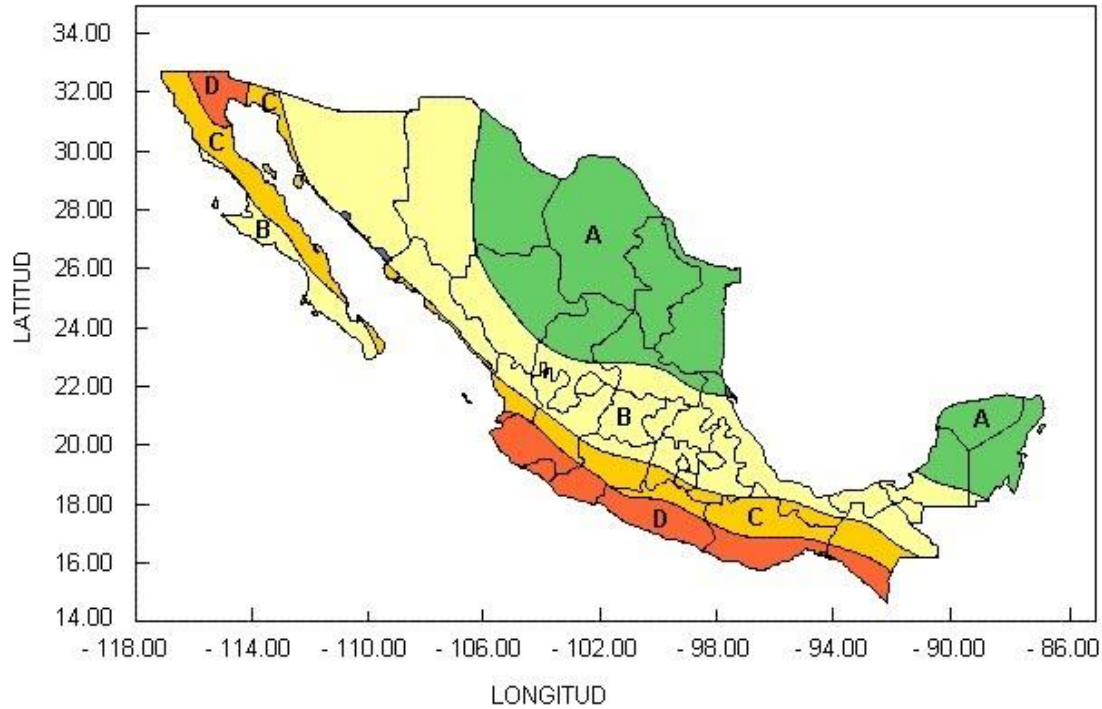 34.00
32.00
30.00
28.00
26.00
24.00
22.00
20.00
18.00
16.00
14.00
LATITUD
D
C
C
B
A
A
B
C
D
- 118.00 - 114.00 - 110.00 - 106.00 - 102.00 - 98.00 - 94.00 - 90.00 - 86.00
LONGITUD